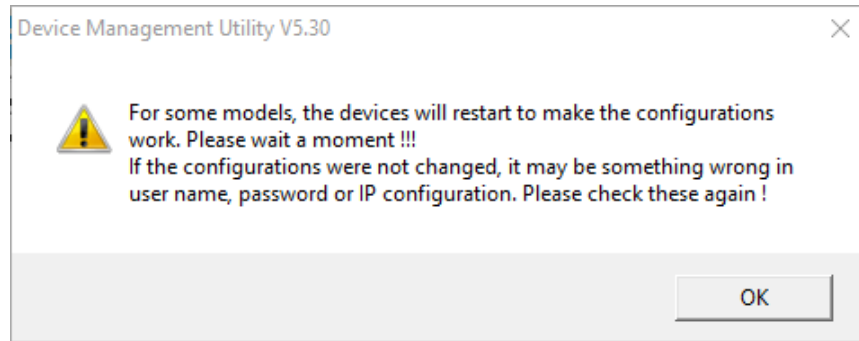 Device Management Utility V5.30
For some models, the devices will restart to make the configurations
work. Please wait a moment !!!
If the configurations were not changed, it may be something wrong in
user name, password or IP configuration. Please check these again !
OK